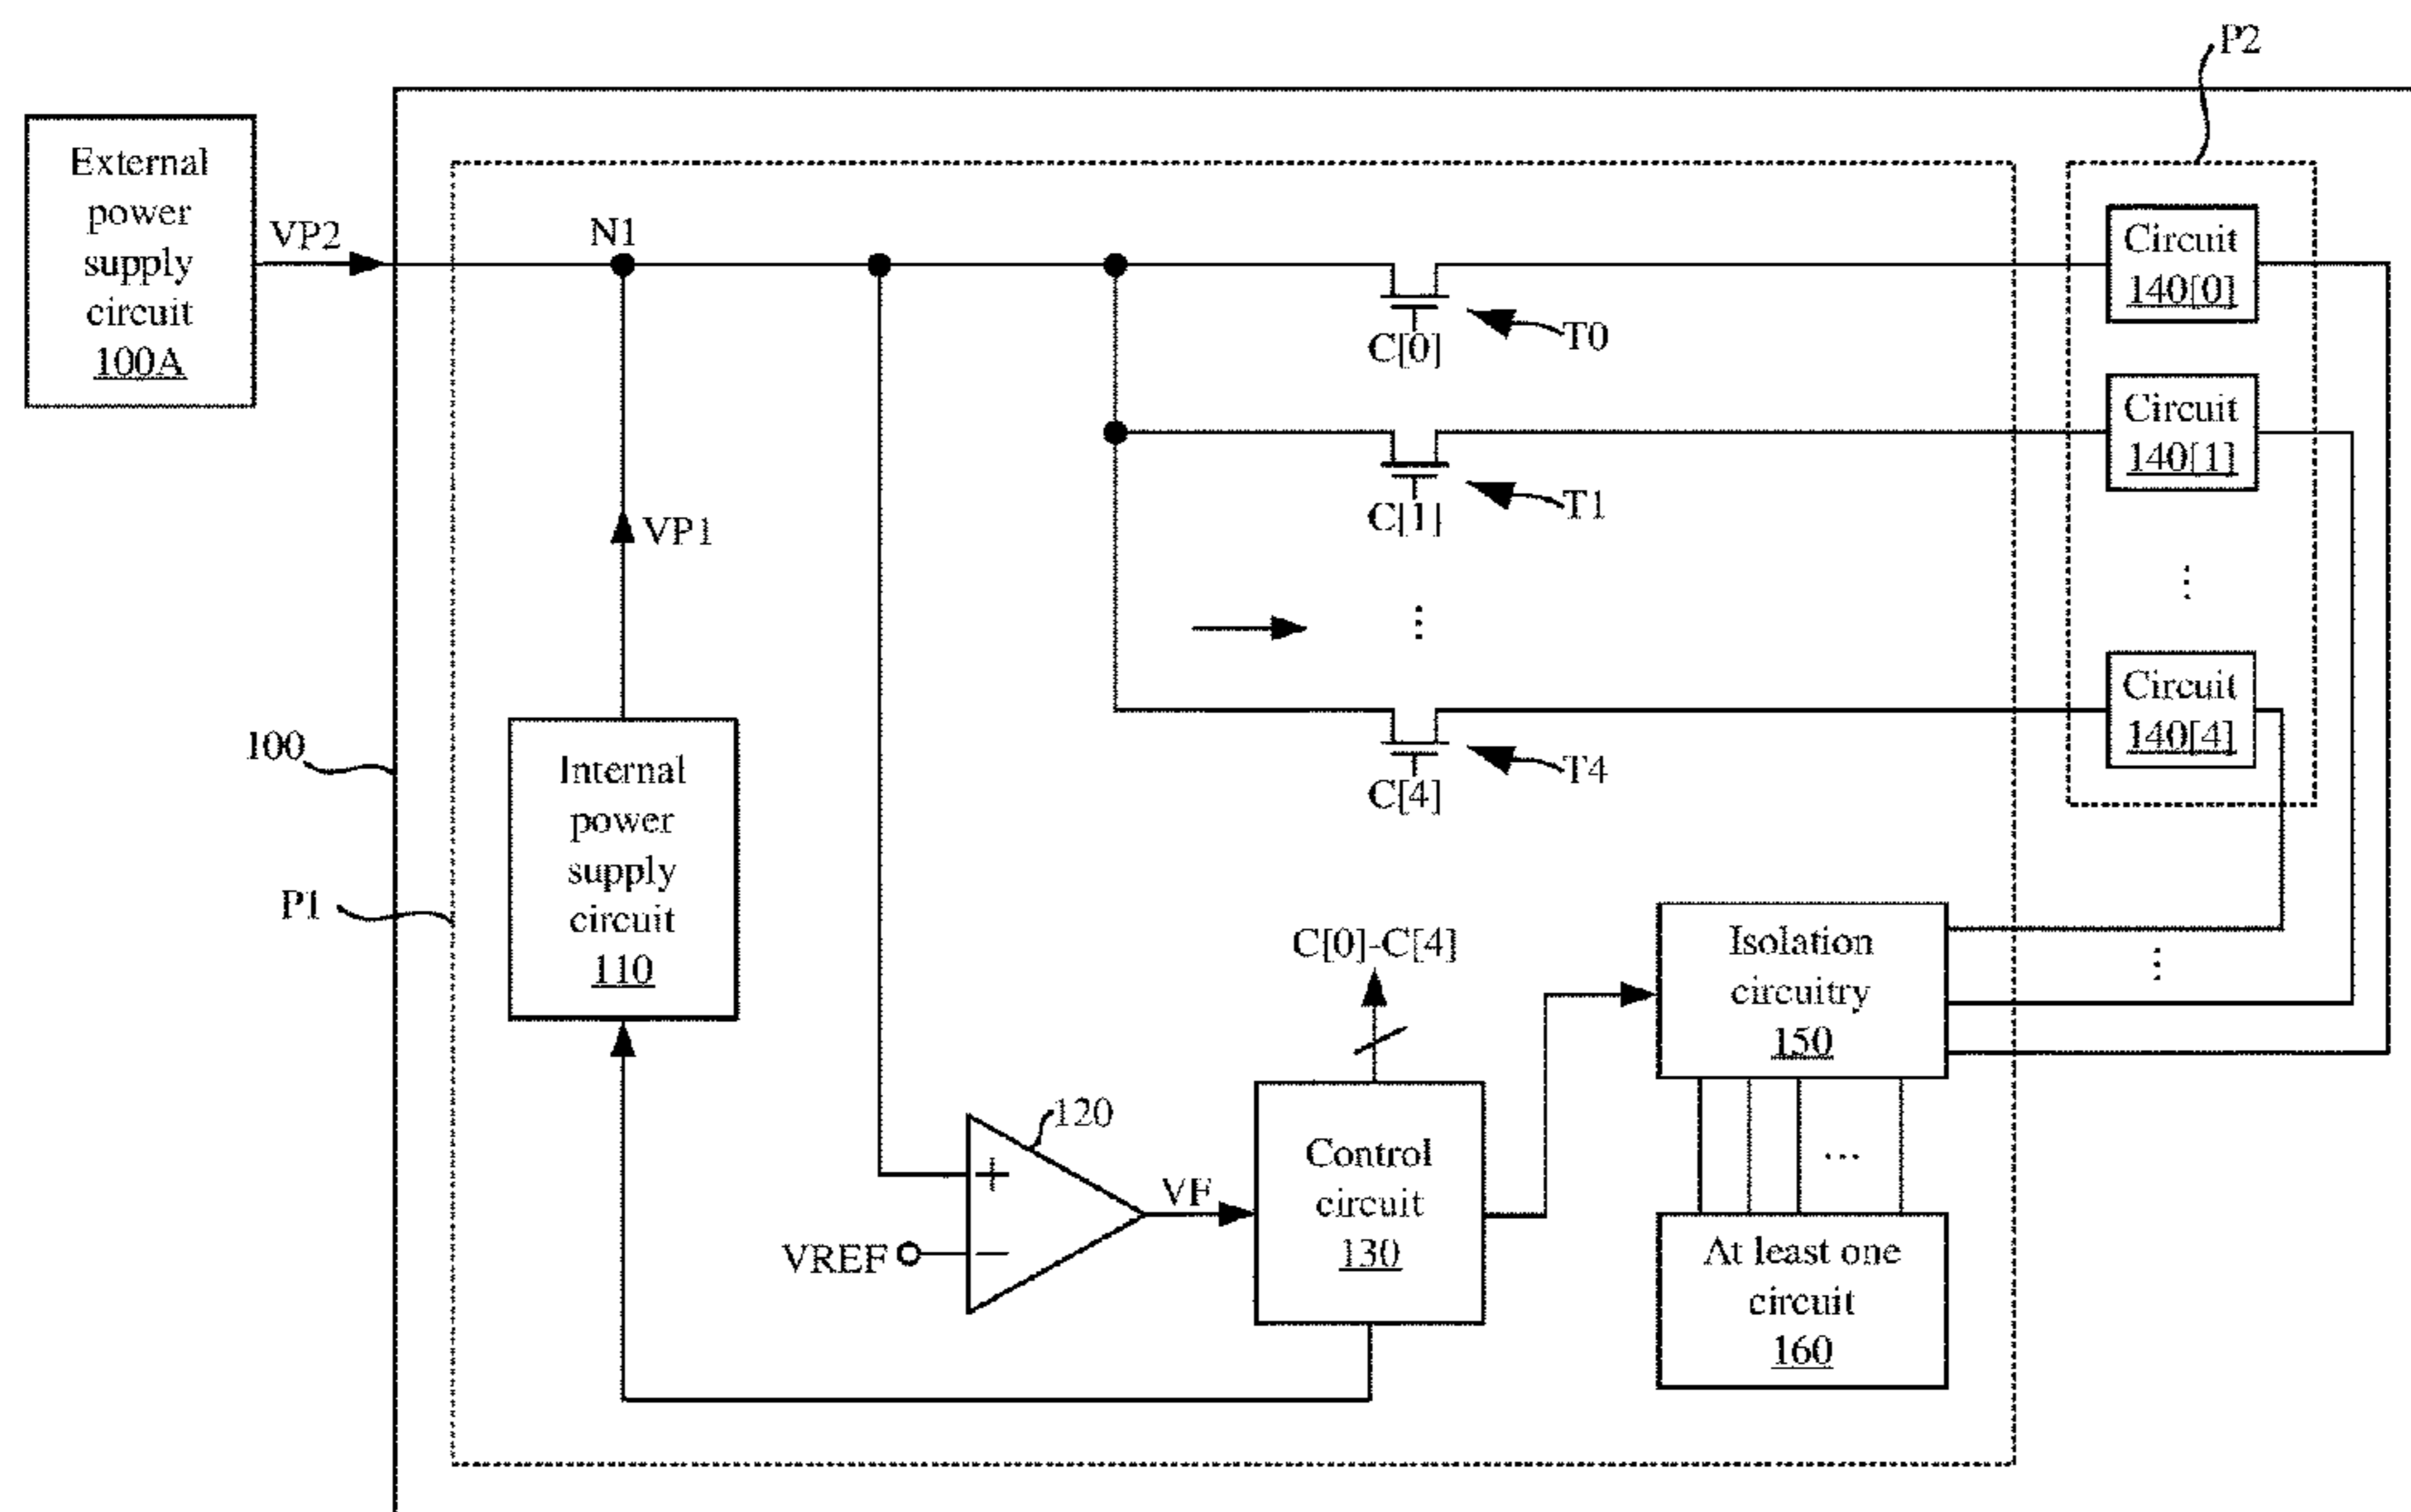 P2
External
power
supply
circuit
100A
VP2
N1
Circuit
140[0]
C[0]
T0
Circuit
140[1]
C[1]
T1
VP1
⋮
⋮
Circuit
140[4]
C[4]
T4
100
Internal
power
supply
circuit
110
P1
C[0]-C[4]
Isolation
circuitry
150
⋮
120
+
−
VREF
VF
Control
circuit
130
...
At least one
circuit
160